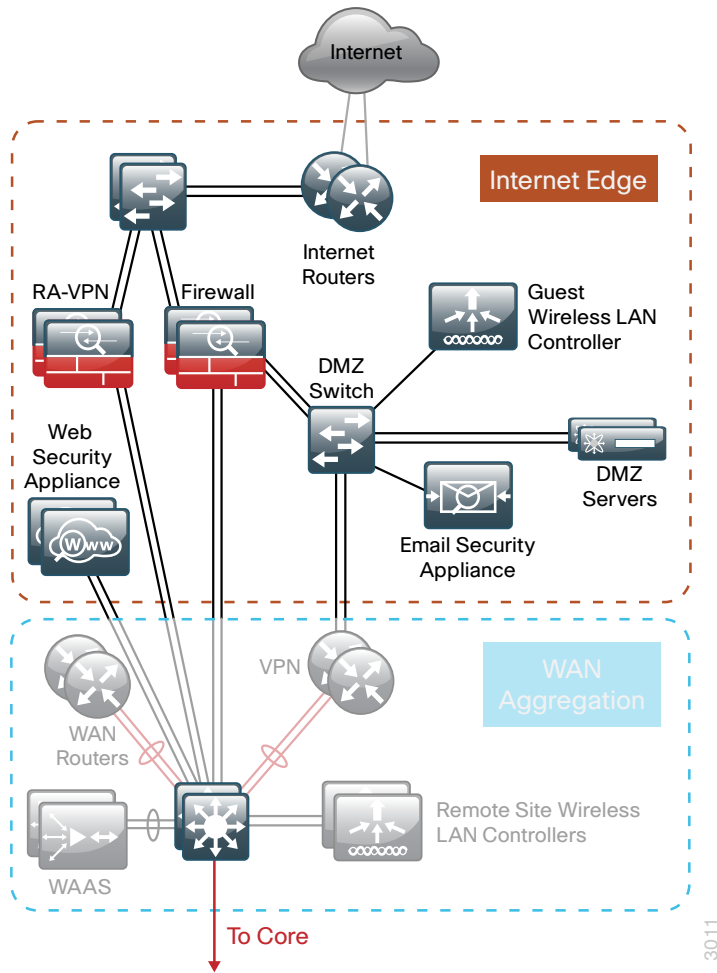 Internet
Internet Edge
Internet
Routers
RA-VPN
Firewall
Guest
Wireless LAN
Controller
DMZ
Switch
Web
Security
Appliance
Www
DMZ
Servers
Email Security
Appliance
VPN
WAN
Aggregation
WAN
Routers
Remote Site Wireless
LAN Controllers
WAAS
To Core
3011